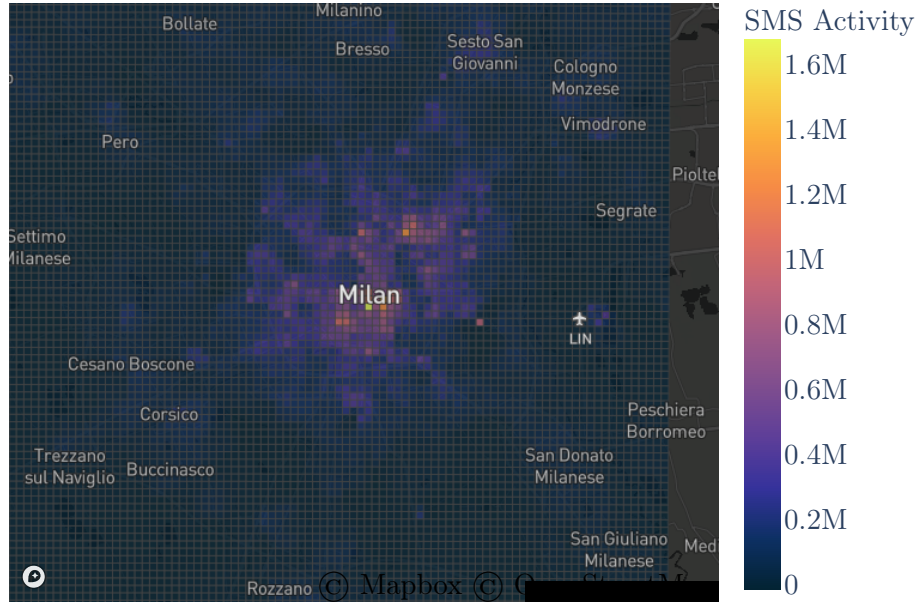 Milanino
Bollate
Bresso
Sesto San
Giovanni
Cologno
Monzese
Vimodrone
Pero
Segrate
Settimo
Milanese
Milan
LIN
Cesano Boscone
Corsico
Peschiera
Borromeo
Trezzano
sul Naviglio
Buccinasco
San Donato
Milanese
San Giuliano
Milanese
Medi
Rozzano
© Mapbox ©
SMS Activity
1.6M
1.4M
1.2M
1M
0.8M
0.6M
0.4M
0.2M
0